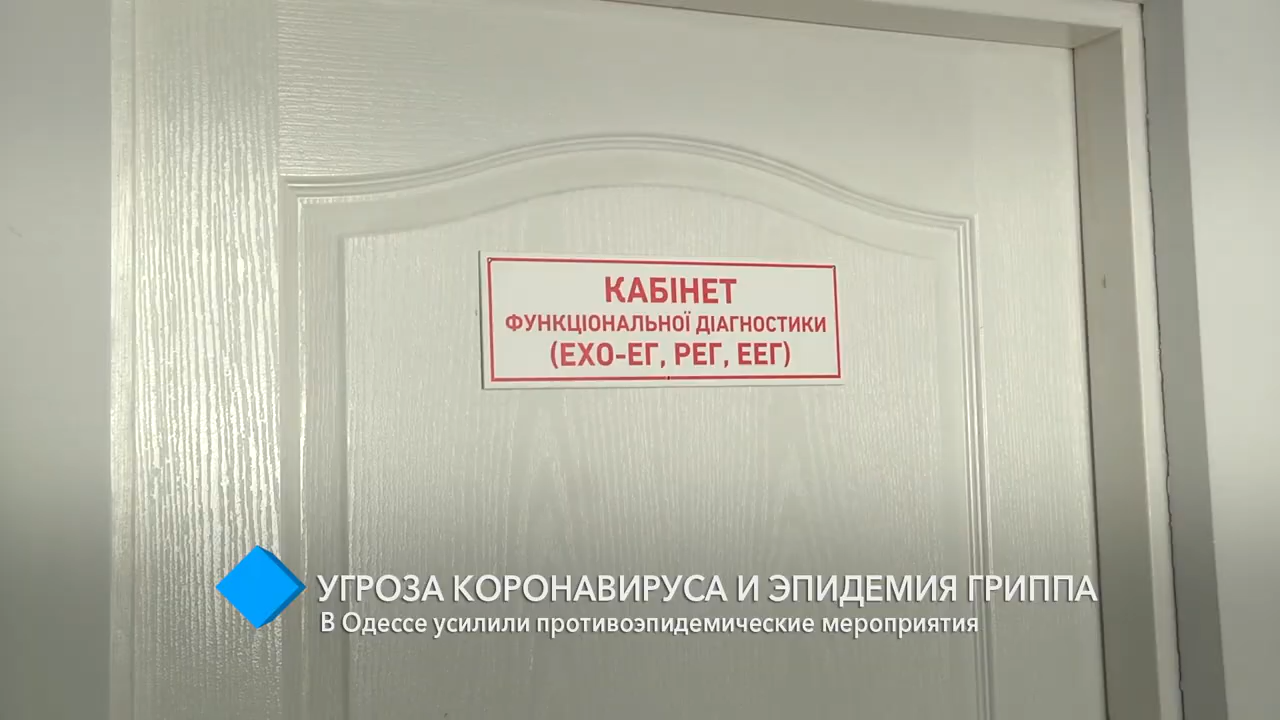 КАБІНЕТ
ФУНКЦІОНАЛЬНОЇ ДІАГНОСТИКИ
(ЕХО-ЕГ, РЕГ, ЕЕГ)
УГРОЗА КОРОНАВИРУСА И ЭПИДЕМИЯ ГРИППА
В Одессе усилили противоэпидемические мероприятия